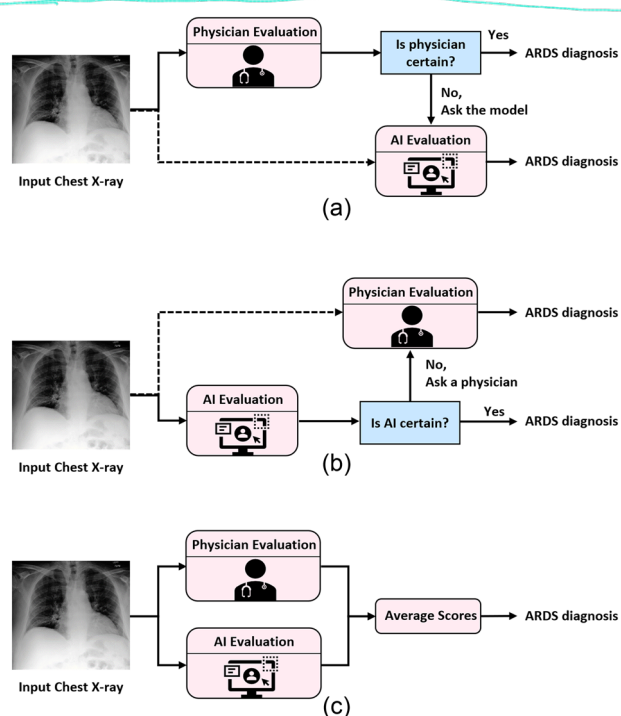 Physician Evaluation
Is physician
certain?
Yes
ARDS diagnosis
No,
Ask the model
AI Evaluation
ARDS diagnosis
Input Chest X-ray
(a)
Physician Evaluation
ARDS diagnosis
No,
Ask a physician
AI Evaluation
Is AI certain?
Yes
ARDS diagnosis
Input Chest X-ray
(b)
Physician Evaluation
Average Scores
ARDS diagnosis
AI Evaluation
Input Chest X-ray
(c)